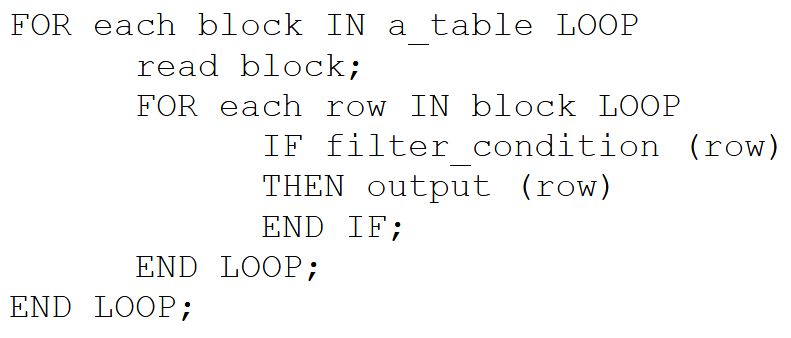 FOR each block IN a_table LOOP
read block;
FOR each row IN block LOOP
IF filter_condition (row)
THEN output (row)
END IF;
END LOOP;
END LOOP;